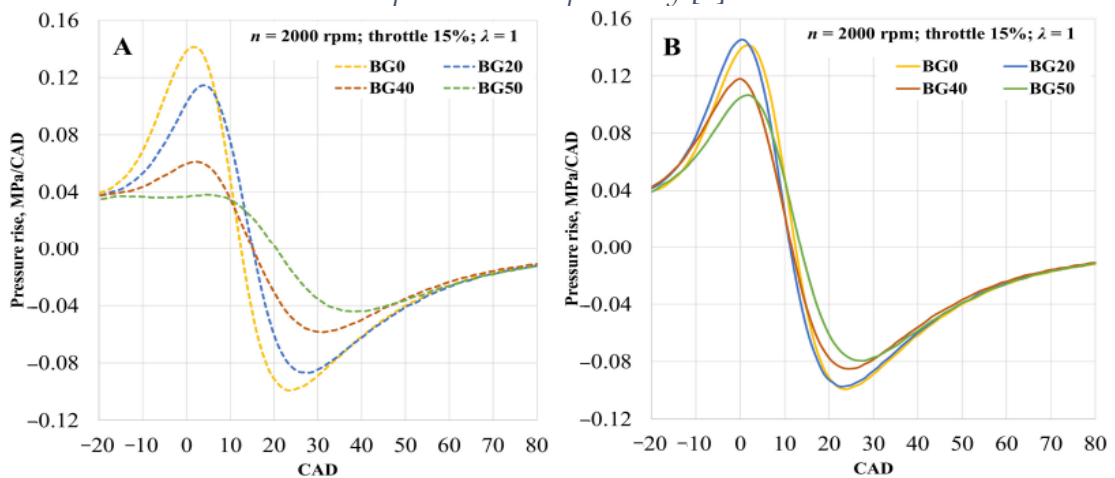 A
n = 2000 rpm; throttle 15%; λ = 1
BG0 BG20
BG40 BG50
Pressure rise, MPa/CAD
0.16
0.12
0.08
0.04
0.00
−0.04
−0.08
−0.12
−20 −10 0 10 20 30 40 50 60 70 80
CAD
B
n = 2000 rpm; throttle 15%; λ = 1
BG0 BG20
BG40 BG50
Pressure rise, MPa/CAD
0.16
0.12
0.08
0.04
0.00
−0.04
−0.08
−0.12
−20 −10 0 10 20 30 40 50 60 70 80
CAD